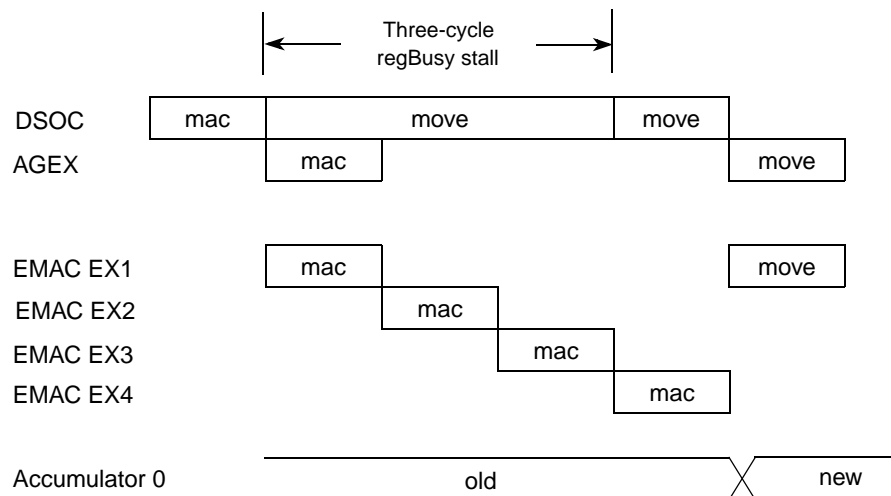 Three-cycle
regBusy stall
DSOC mac move move
AGEX mac move
EMAC EX1 mac move
EMAC EX2 mac
EMAC EX3 mac
EMAC EX4 mac
Accumulator 0 old new